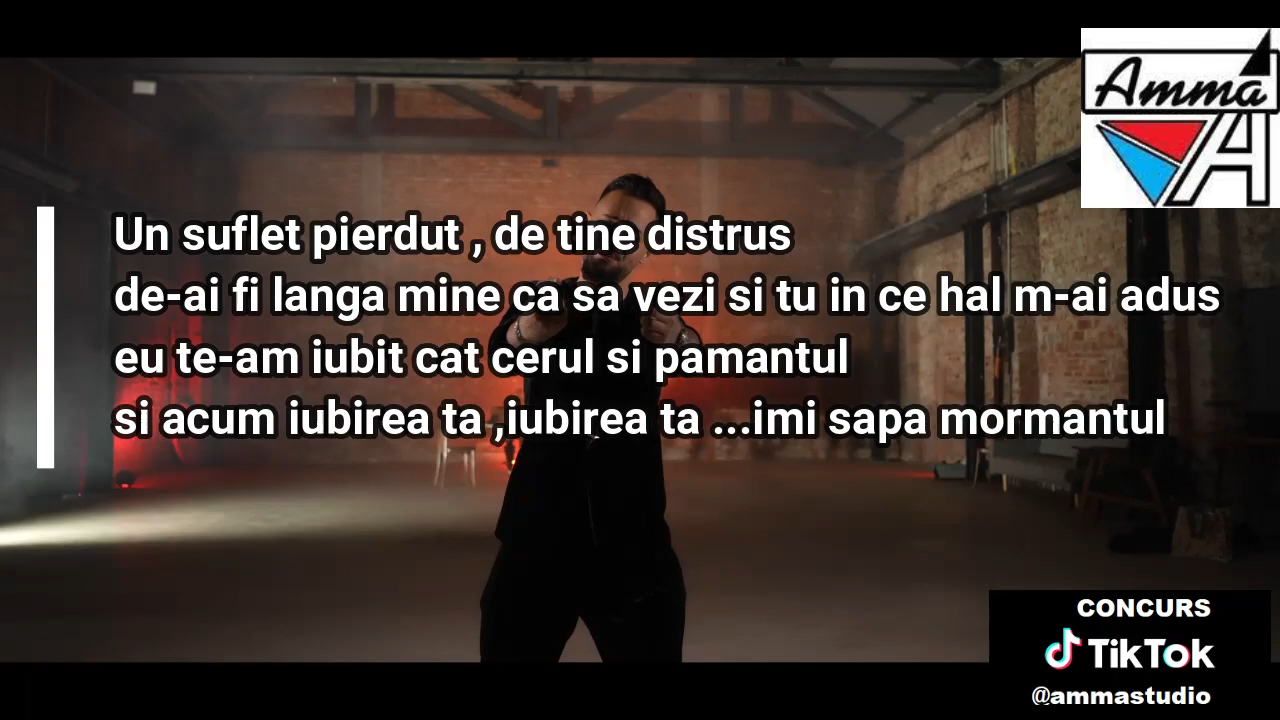 Amma
A
Un suflet pierdut , de tine distrus
de-ai fi langa mine ca sa vezi si tu in ce hal m-ai adus
eu te-am iubit cat cerul si pamantul
si acum iubirea ta ,iubirea ta ...imi sapa mormantul
CONCURS
TikTok
@ammastudio